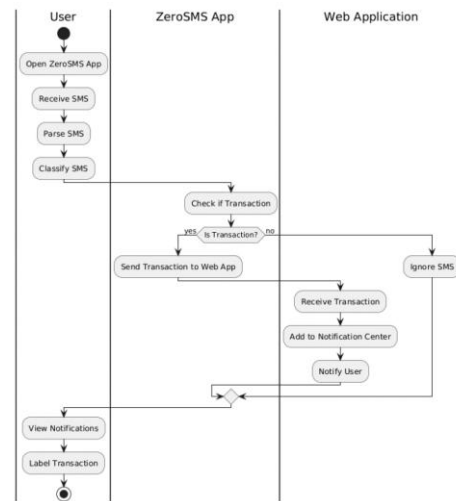 User
ZeroSMS App
Web Application
Open ZeroSMS App
Receive SMS
Parse SMS
Classify SMS
Check if Transaction
yes
Is Transaction?
no
Send Transaction to Web App
Ignore SMS
Receive Transaction
Add to Notification Center
Notify User
View Notifications
Label Transaction